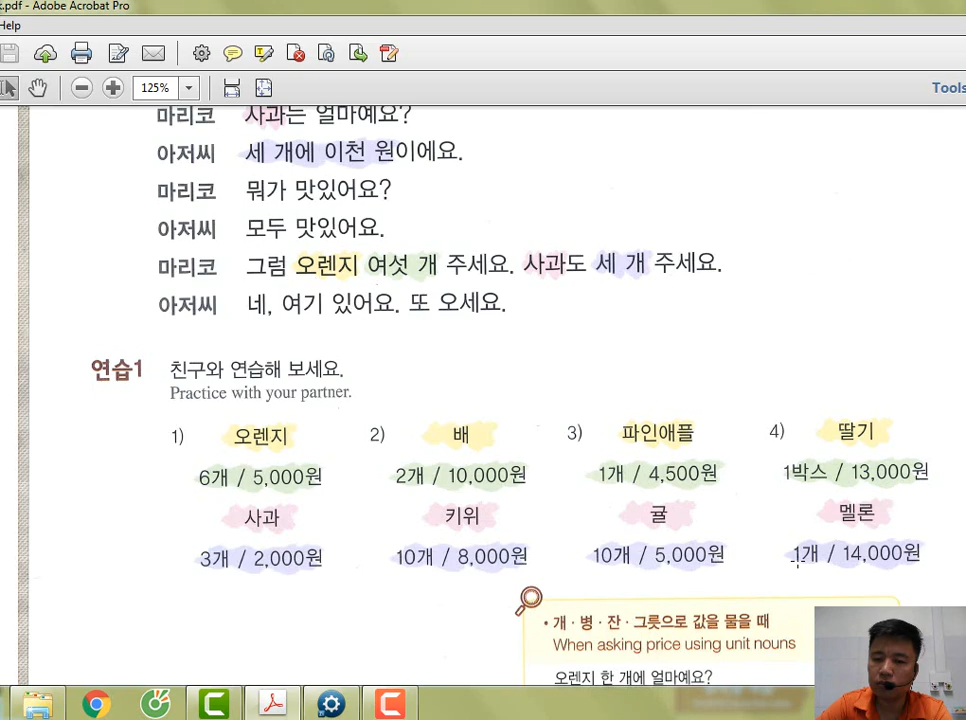 k.pdf - Adobe Acrobat Pro
Help
125%
Tools
마리코 사과는 얼마예요?
아저씨 세 개에 이천 원이에요.
마리코 뭐가 맛있어요?
아저씨 모두 맛있어요.
마리코 그럼 오렌지 여섯 개 주세요. 사과도 세 개 주세요.
아저씨 네, 여기 있어요. 또 오세요.
연습1 친구와 연습해 보세요.
Practice with your partner.
1) 오렌지 2) 배 3) 파인애플 4) 딸기
6개 / 5,000원 2개 / 10,000원 1개 / 4,500원 1박스 / 13,000원
사과 키위 귤 멜론
3개 / 2,000원 10개 / 8,000원 10개 / 5,000원 1개 / 14,000원
• 개 · 병 · 잔 · 그릇으로 값을 물을 때
When asking price using unit nouns
오렌지 한 개에 얼마예요?